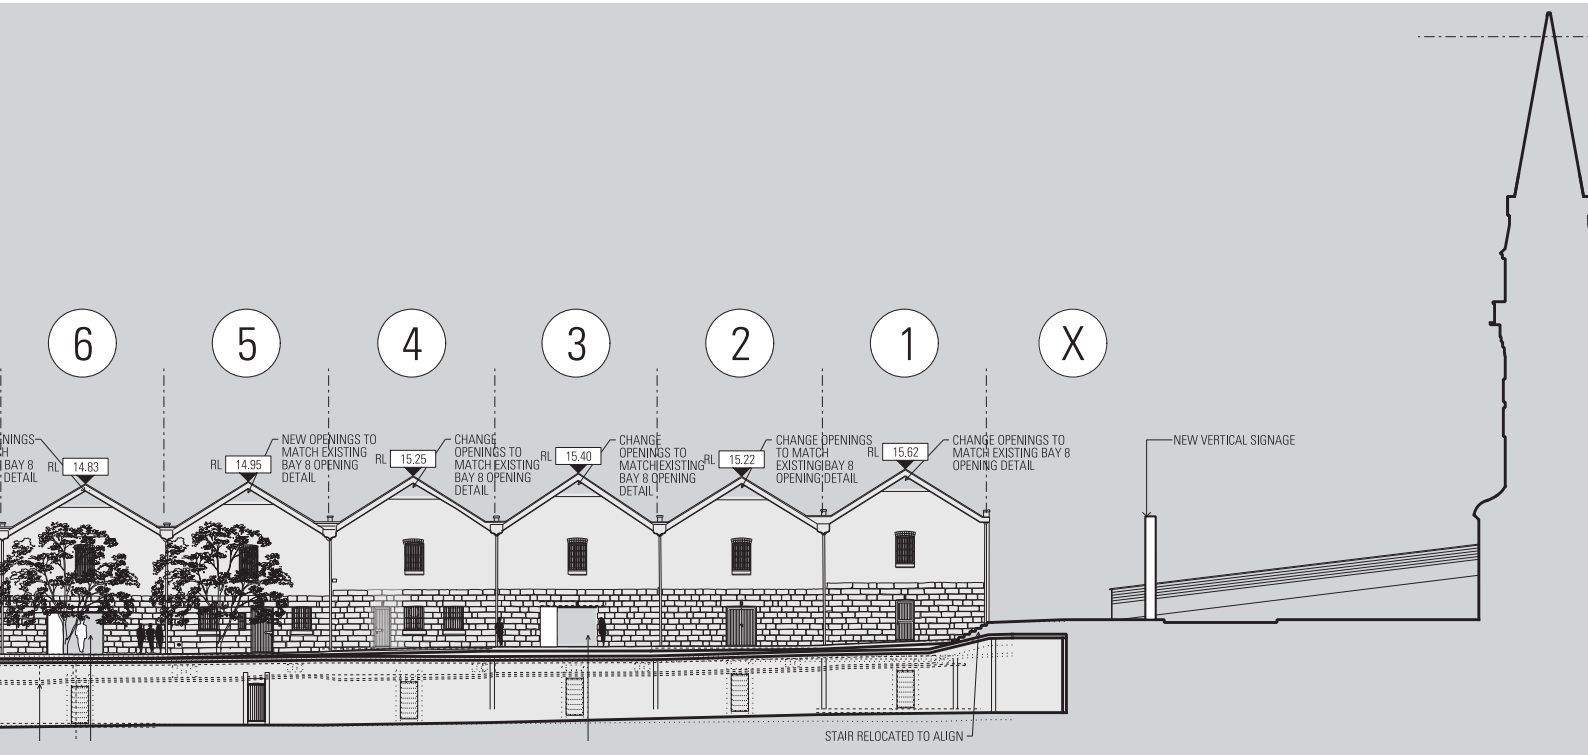 6
5
4
3
2
1
X
NINGS
H
BAY 8
DETAIL
RL 14.83
RL 14.95
NEW OPENINGS TO
MATCH EXISTING
BAY 8 OPENING
DETAIL
RL 15.25
CHANGE
OPENINGS TO
MATCH EXISTING
BAY 8 OPENING
DETAIL
RL 15.40
CHANGE
OPENINGS TO
MATCH EXISTING
BAY 8 OPENING
DETAIL
RL 15.22
CHANGE OPENINGS
TO MATCH
EXISTING BAY 8
OPENING DETAIL
RL 15.62
CHANGE OPENINGS TO
MATCH EXISTING BAY 8
OPENING DETAIL
NEW VERTICAL SIGNAGE
STAIR RELOCATED TO ALIGN